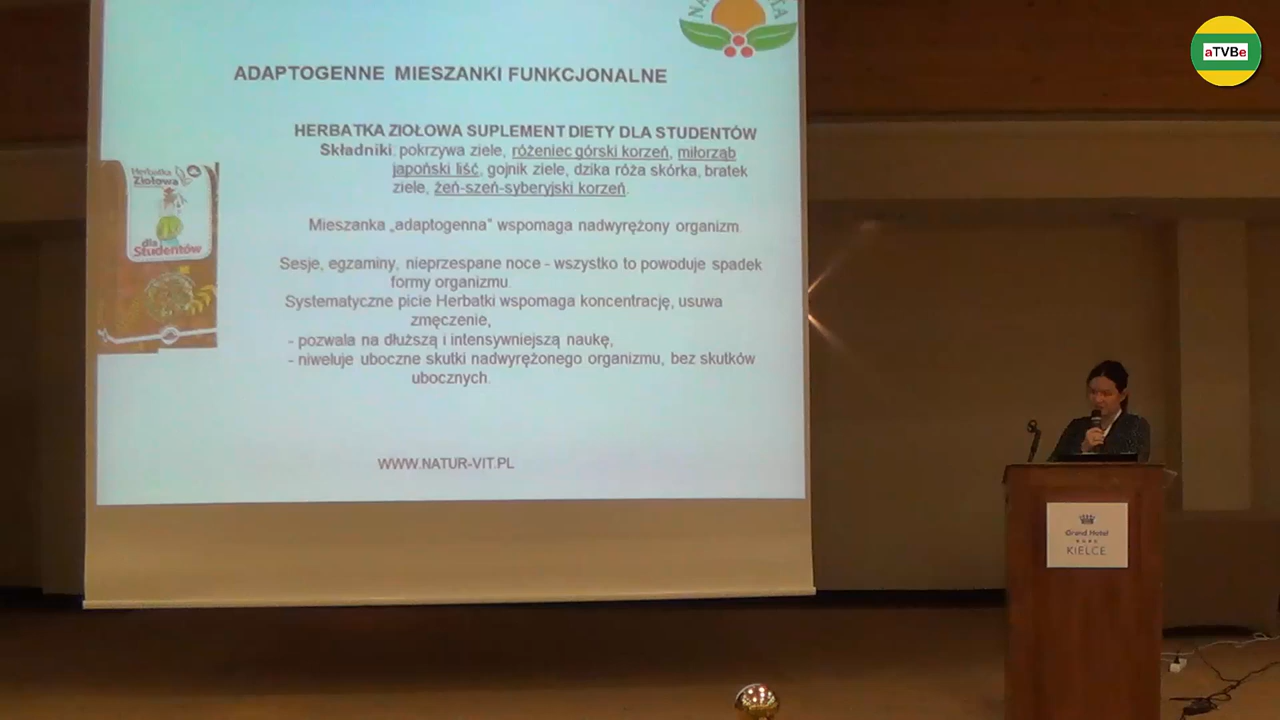 aTVBe
ADAPTOGENNE MIESZANKI FUNKCJONALNE
HERBATKA ZIOŁOWA SUPLEMENT DIETY DLA STUDENTÓW
Składniki: pokrzywa ziele, różeniec górski korzeń, miłorząb
japoński liść, gojnik ziele, dzika róża skórka, bratek
ziele, żeń-szeń-syberyjski korzeń.
Mieszanka „adaptogenna" wspomaga nadwyrężony organizm.
Sesje, egzaminy, nieprzespane noce - wszystko to powoduje spadek
formy organizmu.
Systematyczne picie Herbatki wspomaga koncentrację, usuwa
zmęczenie,
- pozwala na dłuższą i intensywniejszą naukę,
- niweluje uboczne skutki nadwyrężonego organizmu, bez skutków
ubocznych.
WWW.NATUR-VIT.PL
Herbatka
Ziołowa
dla
Studentów
Grand Hotel
KIELCE